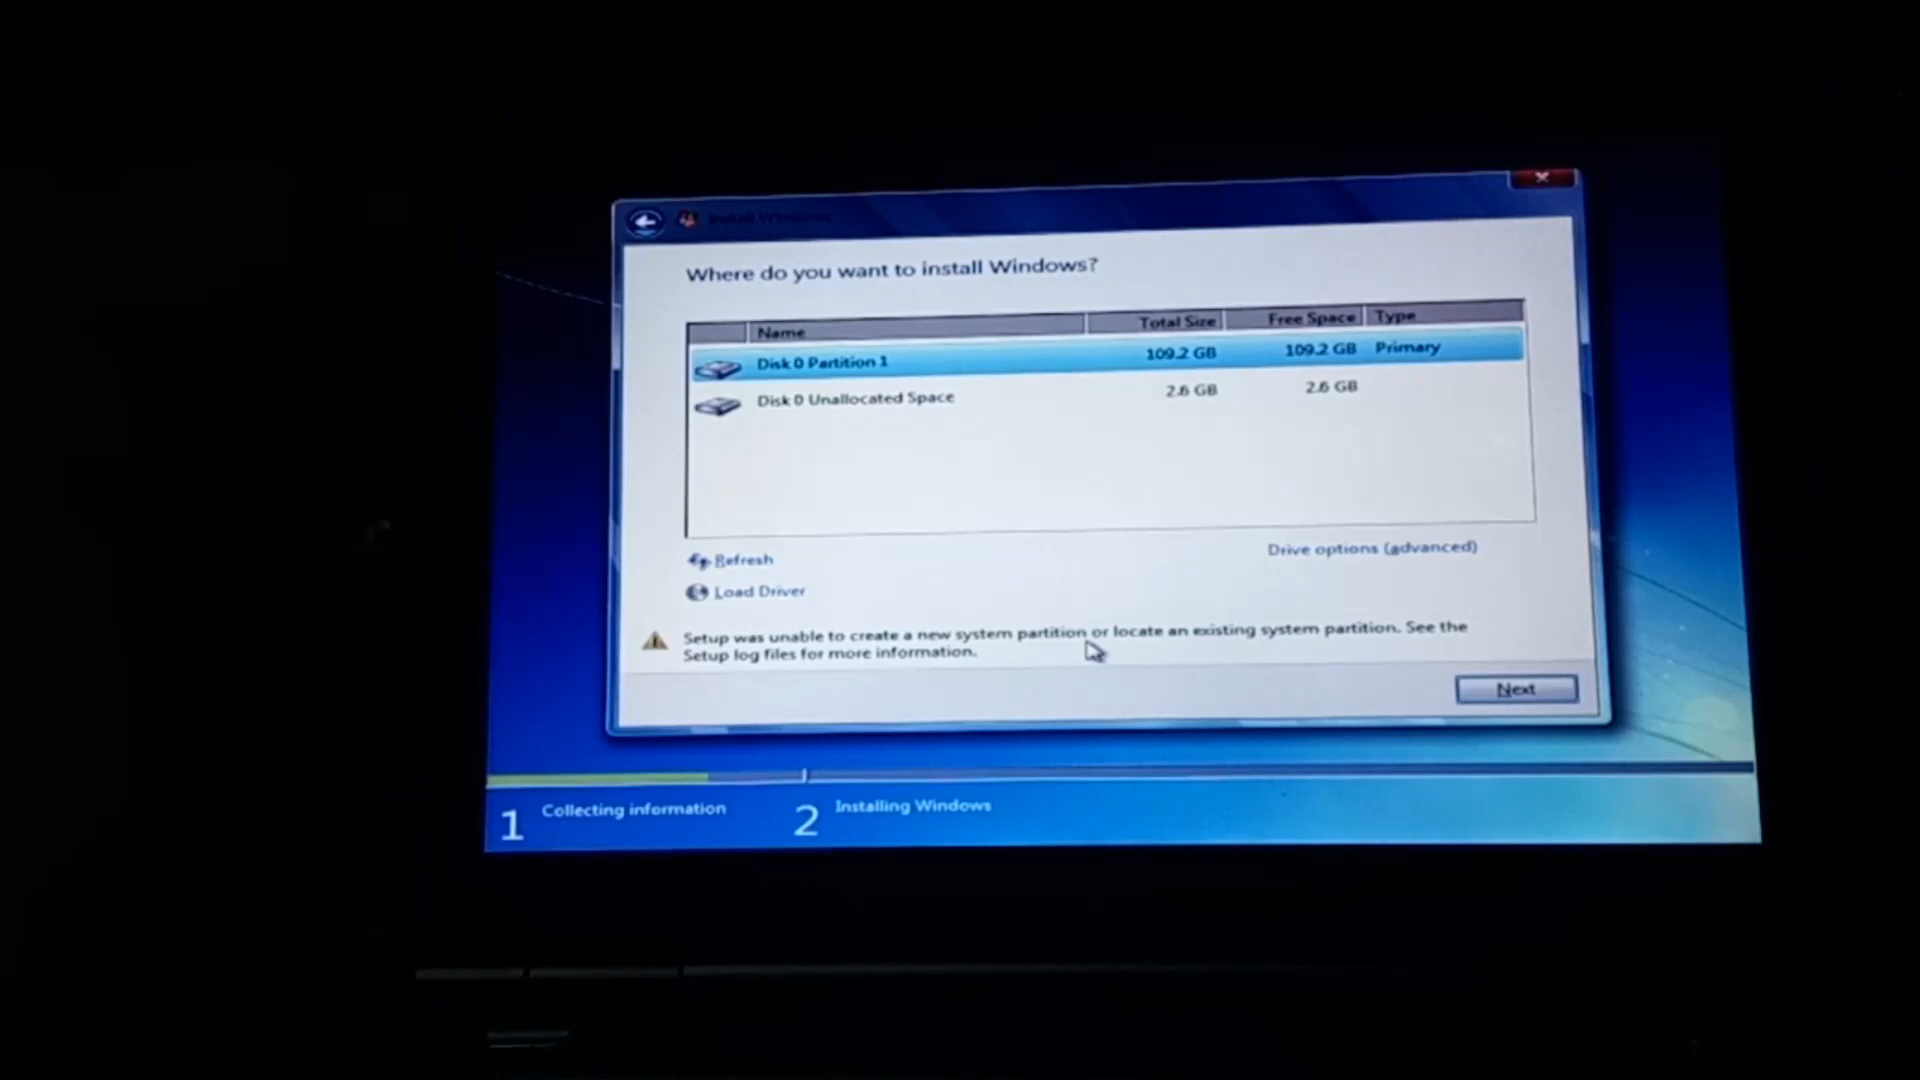 Install Windows
Where do you want to install Windows?
Name Total Size Free Space Type
Disk 0 Partition 1 109.2 GB 109.2 GB Primary
Disk 0 Unallocated Space 2.6 GB 2.6 GB
Refresh Drive options (advanced)
Load Driver
Setup was unable to create a new system partition or locate an existing system partition. See the
Setup log files for more information.
Next
1 Collecting information 2 Installing Windows